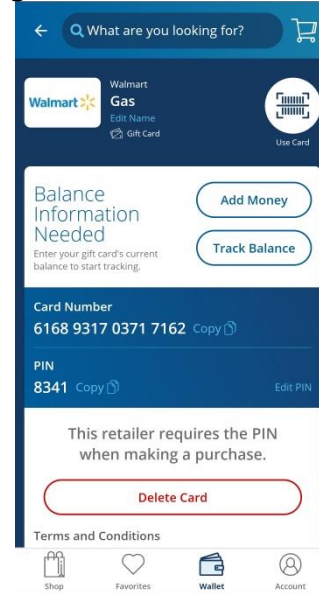 What are you looking for?
Walmart
Walmart
Gas
Edit Name
Gift Card
Use Card
Balance
Information
Needed
Enter your gift card's current
balance to start tracking.
Add Money
Track Balance
Card Number
6168 9317 0371 7162 Copy
PIN
8341 Copy
Edit PIN
This retailer requires the PIN
when making a purchase.
Delete Card
Terms and Conditions
Shop
Favorites
Wallet
Account